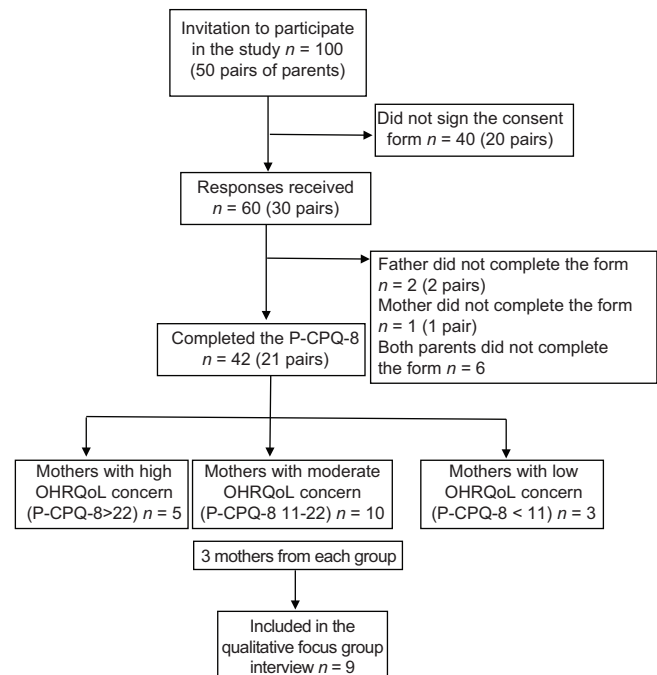 Invitation to participate
in the study n = 100
(50 pairs of parents)
Did not sign the consent
form n = 40 (20 pairs)
Responses received
n = 60 (30 pairs)
Father did not complete the form
n = 2 (2 pairs)
Mother did not complete the form
n = 1 (1 pair)
Both parents did not complete
the form n = 6
Completed the P-CPQ-8
n = 42 (21 pairs)
Mothers with high
OHRQoL concern
(P-CPQ-8>22) n = 5
Mothers with moderate
OHRQoL concern
(P-CPQ-8 11-22) n = 10
Mothers with low
OHRQoL concern
(P-CPQ-8 < 11) n = 3
3 mothers from each group
Included in the
qualitative focus group
interview n = 9